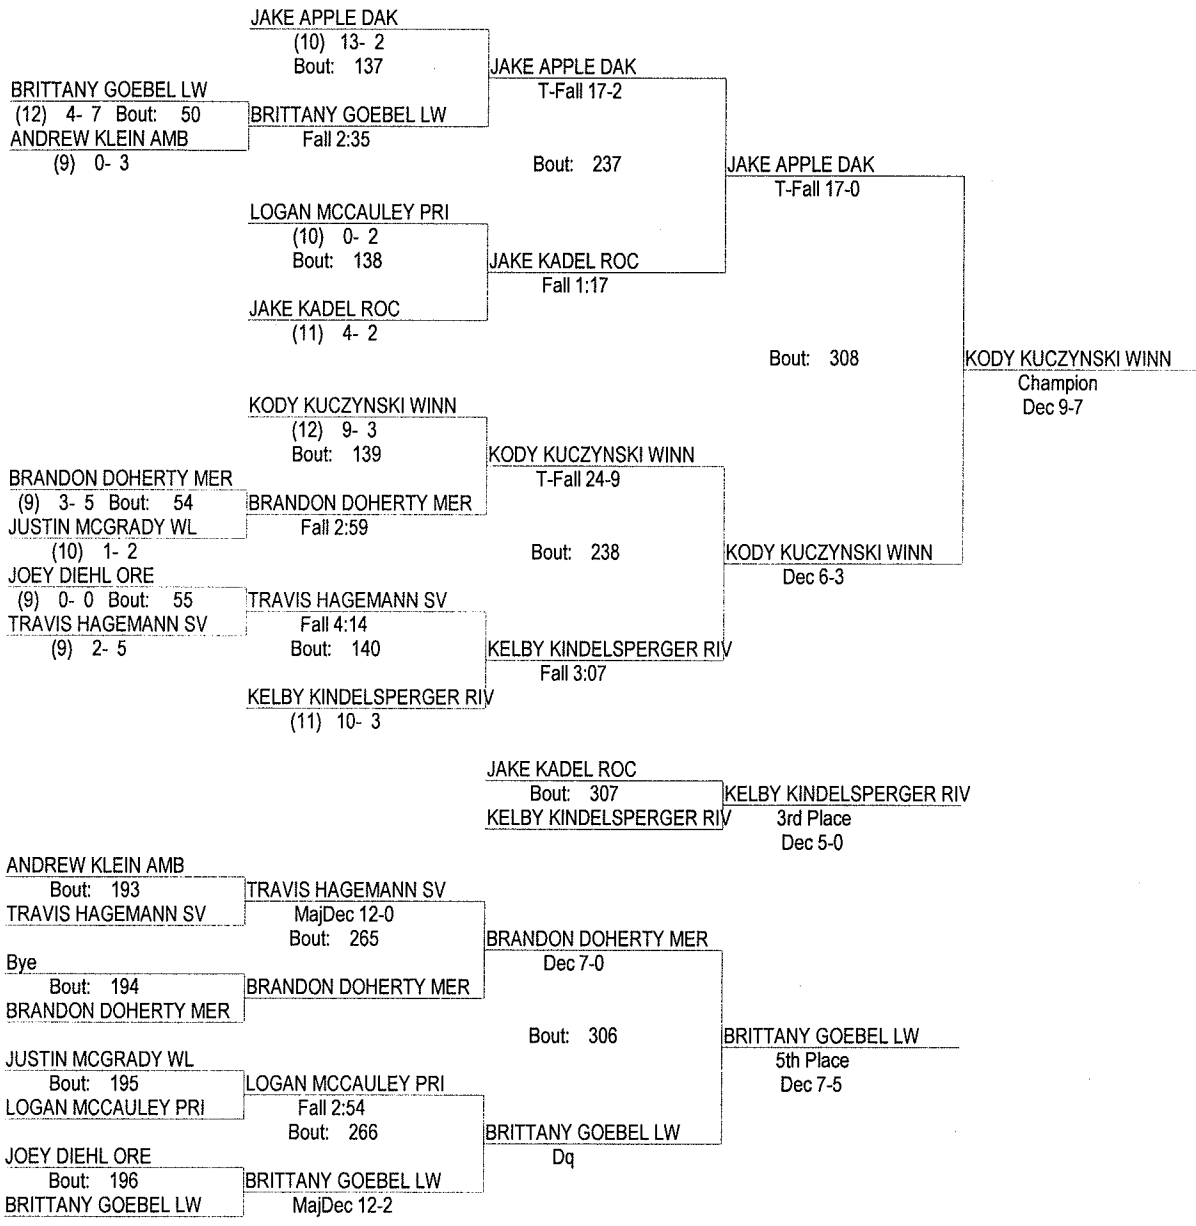 JAKE APPLE DAK
(10) 13- 2
Bout: 137
JAKE APPLE DAK
T-Fall 17-2
BRITTANY GOEBEL LW
(12) 4- 7 Bout: 50
BRITTANY GOEBEL LW
ANDREW KLEIN AMB
Fall 2:35
(9) 0- 3
Bout: 237
JAKE APPLE DAK
T-Fall 17-0
LOGAN MCCAULEY PRI
(10) 0- 2
Bout: 138
JAKE KADEL ROC
Fall 1:17
JAKE KADEL ROC
(11) 4- 2
Bout: 308
KODY KUCZYNSKI WINN
Champion
Dec 9-7
KODY KUCZYNSKI WINN
(12) 9- 3
Bout: 139
KODY KUCZYNSKI WINN
T-Fall 24-9
BRANDON DOHERTY MER
(9) 3- 5 Bout: 54
BRANDON DOHERTY MER
JUSTIN MCGRADY WL
Fall 2:59
(10) 1- 2
Bout: 238
KODY KUCZYNSKI WINN
Dec 6-3
JOEY DIEHL ORE
(9) 0- 0 Bout: 55
TRAVIS HAGEMANN SV
TRAVIS HAGEMANN SV
Fall 4:14
(9) 2- 5
Bout: 140
KELBY KINDELSPERGER RIV
Fall 3:07
KELBY KINDELSPERGER RIV
(11) 10- 3
JAKE KADEL ROC
Bout: 307
KELBY KINDELSPERGER RIV
KELBY KINDELSPERGER RIV
3rd Place
Dec 5-0
ANDREW KLEIN AMB
Bout: 193
TRAVIS HAGEMANN SV
TRAVIS HAGEMANN SV
MajDec 12-0
Bout: 265
BRANDON DOHERTY MER
Dec 7-0
Bye
Bout: 194
BRANDON DOHERTY MER
BRANDON DOHERTY MER
Bout: 306
BRITTANY GOEBEL LW
5th Place
Dec 7-5
JUSTIN MCGRADY WL
Bout: 195
LOGAN MCCAULEY PRI
LOGAN MCCAULEY PRI
Fall 2:54
Bout: 266
BRITTANY GOEBEL LW
Dq
JOEY DIEHL ORE
Bout: 196
BRITTANY GOEBEL LW
BRITTANY GOEBEL LW
MajDec 12-2